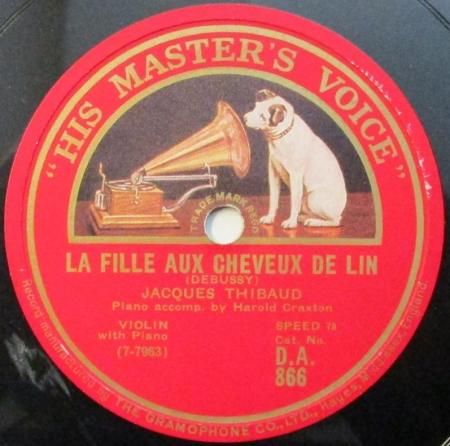 "HIS MASTER'S VOICE"
TRADE MARK REGD
LA FILLE AUX CHEVEUX DE LIN
(DEBUSSY)
JACQUES THIBAUD
Piano accomp. by Harold Craxton
VIOLIN
with Piano
(7-7963)
SPEED 78
Cat. No.
D.A.
866
Record manufactured by THE GRAMOPHONE CO., LTD., Hayes, Middlesex, England.